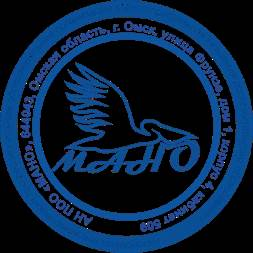 АН ПОО «МАНО», 644043, Омская область, г. Омск, улица Фрунзе, дом 1, корпус 4, кабинет 509
МАНО